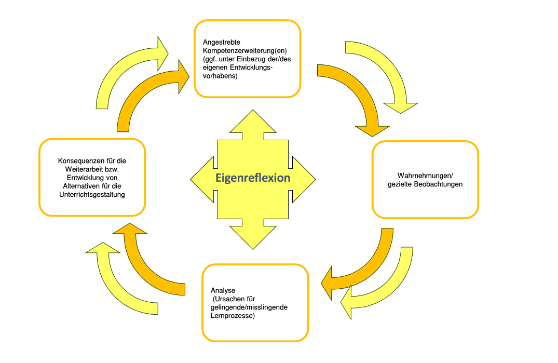 Angestrebte
Kompetenzerweiterung(en)
(ggf. unter Einbezug der/des
eigenen Entwicklungs-
vorhabens)
Wahrnehmungen/
gezielte Beobachtungen
Eigenreflexion
Konsequenzen für die
Weiterarbeit bzw.
Entwicklung von
Alternativen für die
Unterrichtsgestaltung
Analyse
(Ursachen für
gelingende/misslingende
Lernprozesse)